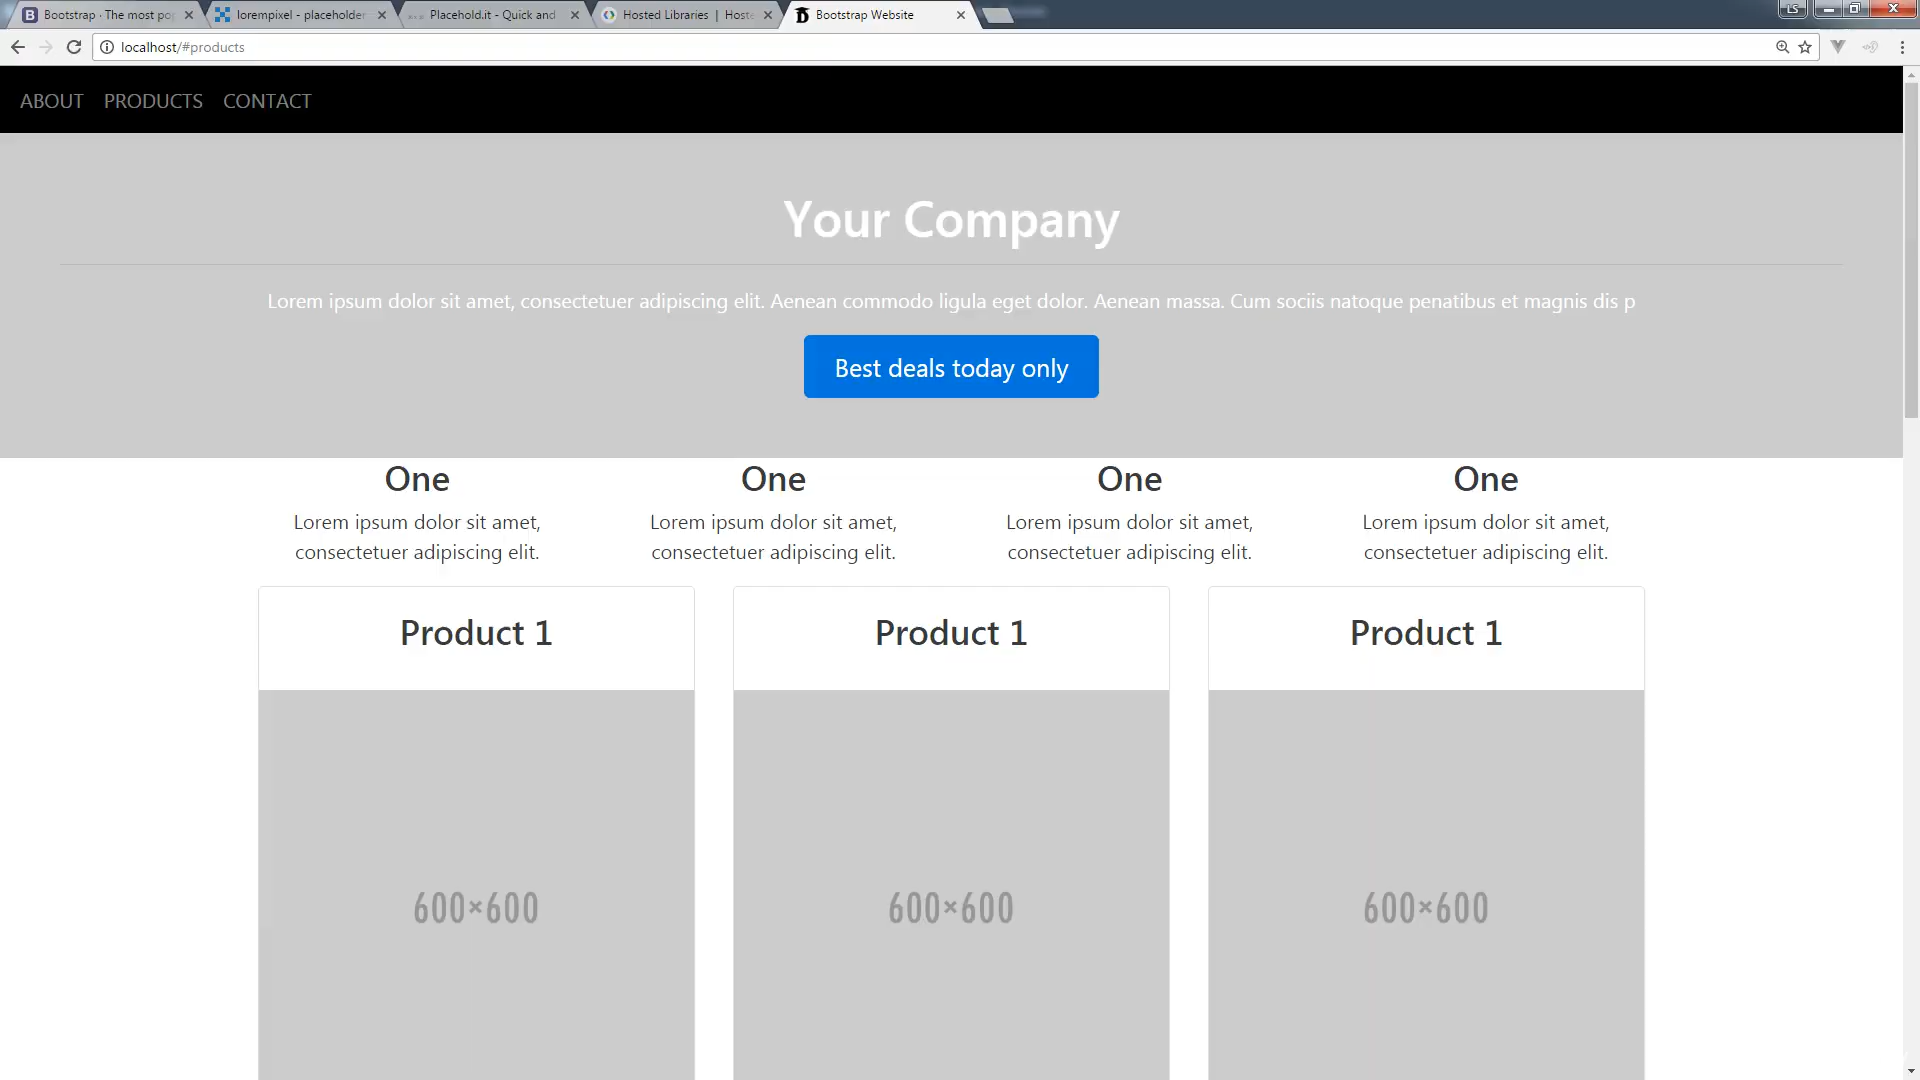 Bootstrap · The most po
lorempixel - placeholder
Placehold.it - Quick and
Hosted Libraries | Hoste
Bootstrap Website
LS
localhost/#products
ABOUT PRODUCTS CONTACT
Your Company
Lorem ipsum dolor sit amet, consectetuer adipiscing elit. Aenean commodo ligula eget dolor. Aenean massa. Cum sociis natoque penatibus et magnis dis p
Best deals today only
One
Lorem ipsum dolor sit amet,
consectetuer adipiscing elit.
One
Lorem ipsum dolor sit amet,
consectetuer adipiscing elit.
One
Lorem ipsum dolor sit amet,
consectetuer adipiscing elit.
One
Lorem ipsum dolor sit amet,
consectetuer adipiscing elit.
Product 1
600×600
Product 1
600×600
Product 1
600×600